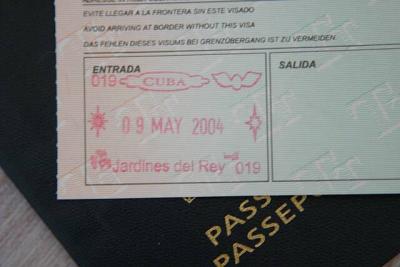 EVITE LLEGAR A LA FRONTERA SIN ESTE VISADO
AVOID ARRIVING AT BORDER WITHOUT THIS VISA
DAS FEHLEN DIESES VISUMS BEI GRENZÜBERGANG IST ZU VERMEIDEN.
ENTRADA
SALIDA
019 CUBA
09 MAY 2004
Jardines del Rey 019
PASS
PASSEPO